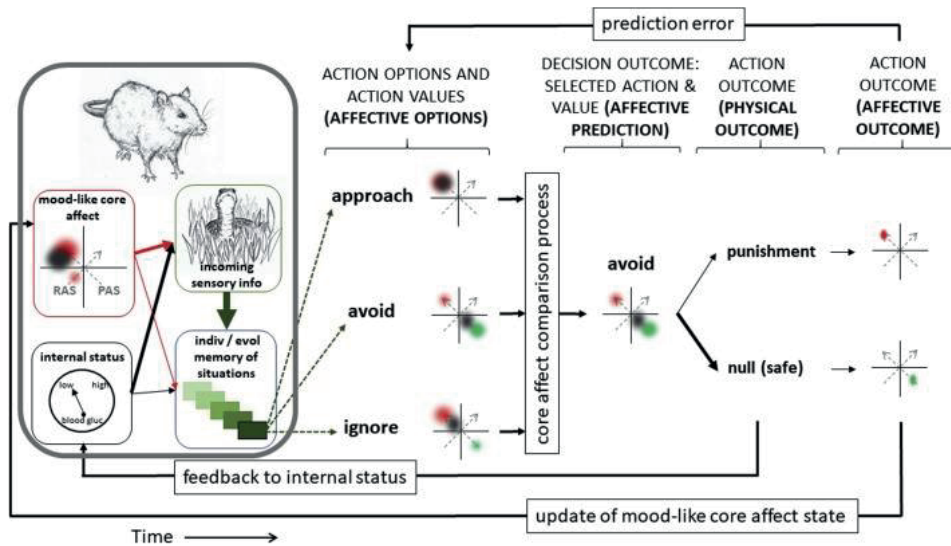 prediction error
ACTION OPTIONS AND
ACTION VALUES
(AFFECTIVE OPTIONS)
DECISION OUTCOME:
SELECTED ACTION &
VALUE (AFFECTIVE
PREDICTION)
ACTION
OUTCOME
(PHYSICAL
OUTCOME)
ACTION
OUTCOME
(AFFECTIVE
OUTCOME)
mood-like core
affect
RAS PAS
incoming
sensory info
internal status
low high
blood gluc
indiv / evol memory of
situations
approach
avoid
ignore
core affect comparison process
avoid
punishment
null (safe)
feedback to internal status
update of mood-like core affect state
Time